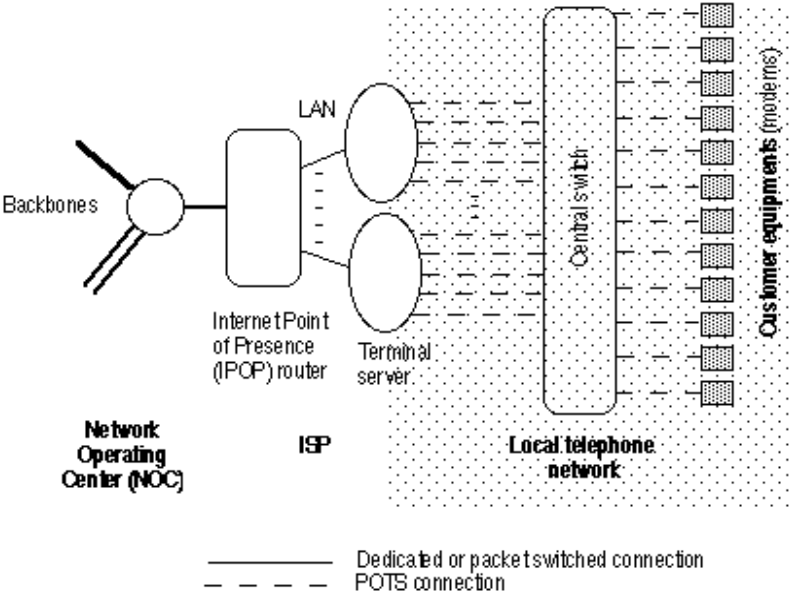 LAN
Backbones
Central switch
Customer equipments (modems)
Internet Point
of Presence
(IPOP) router
Terminal
server
Network
Operating
Center (NOC)
ISP
Local telephone
network
Dedicated or packet switched connection
POTS connection